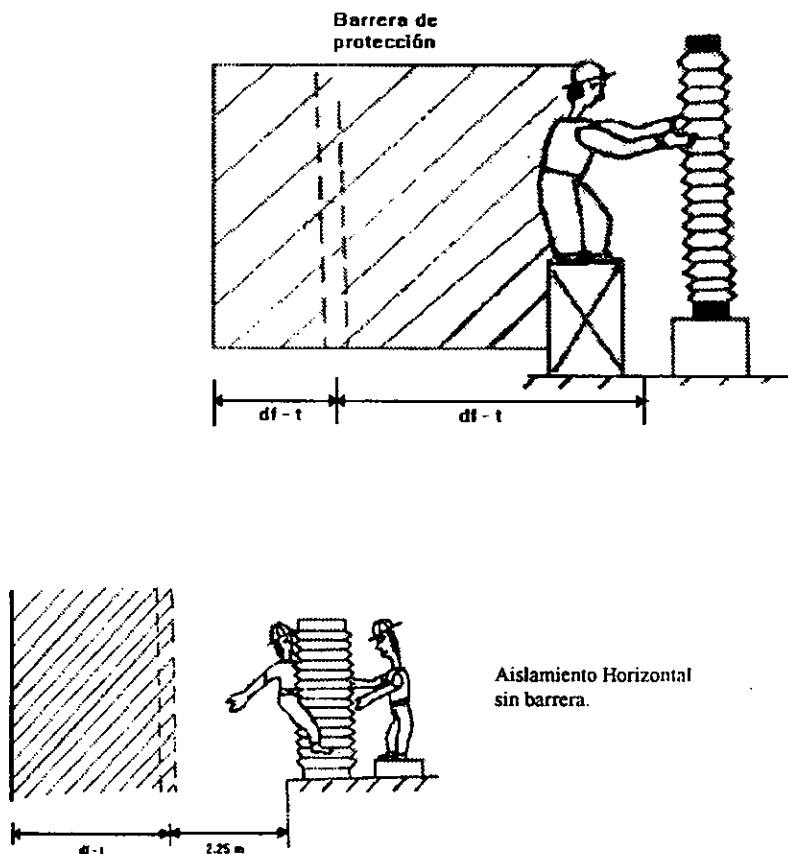 Barrera de
protección
df - t
df - t
Aislamiento Horizontal
sin barrera.
df - t
2.25 m